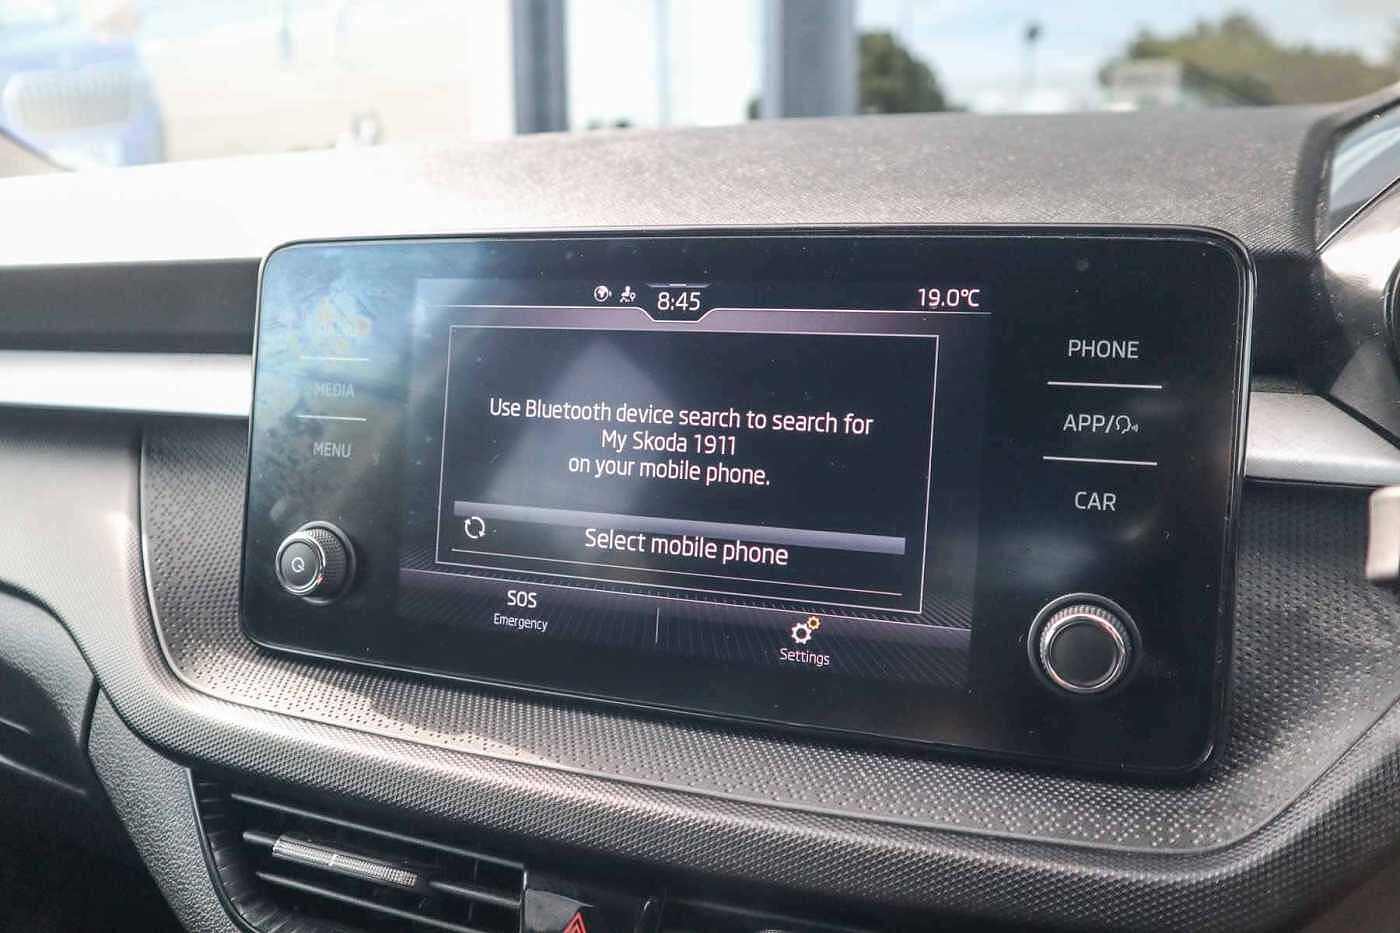 8:45
19.0°C
MEDIA
MENU
Use Bluetooth device search to search for
My Skoda 1911
on your mobile phone.
Select mobile phone
SOS
Emergency
Settings
PHONE
APP/
CAR